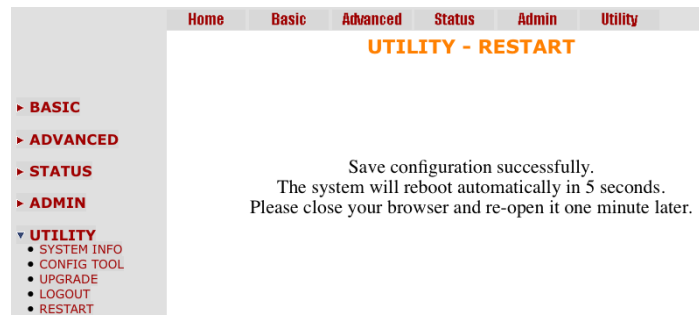 Home Basic Advanced Status Admin Utility
UTILITY - RESTART
BASIC
ADVANCED
STATUS
ADMIN
UTILITY
SYSTEM INFO
CONFIG TOOL
UPGRADE
LOGOUT
RESTART
Save configuration successfully.
The system will reboot automatically in 5 seconds.
Please close your browser and re-open it one minute later.